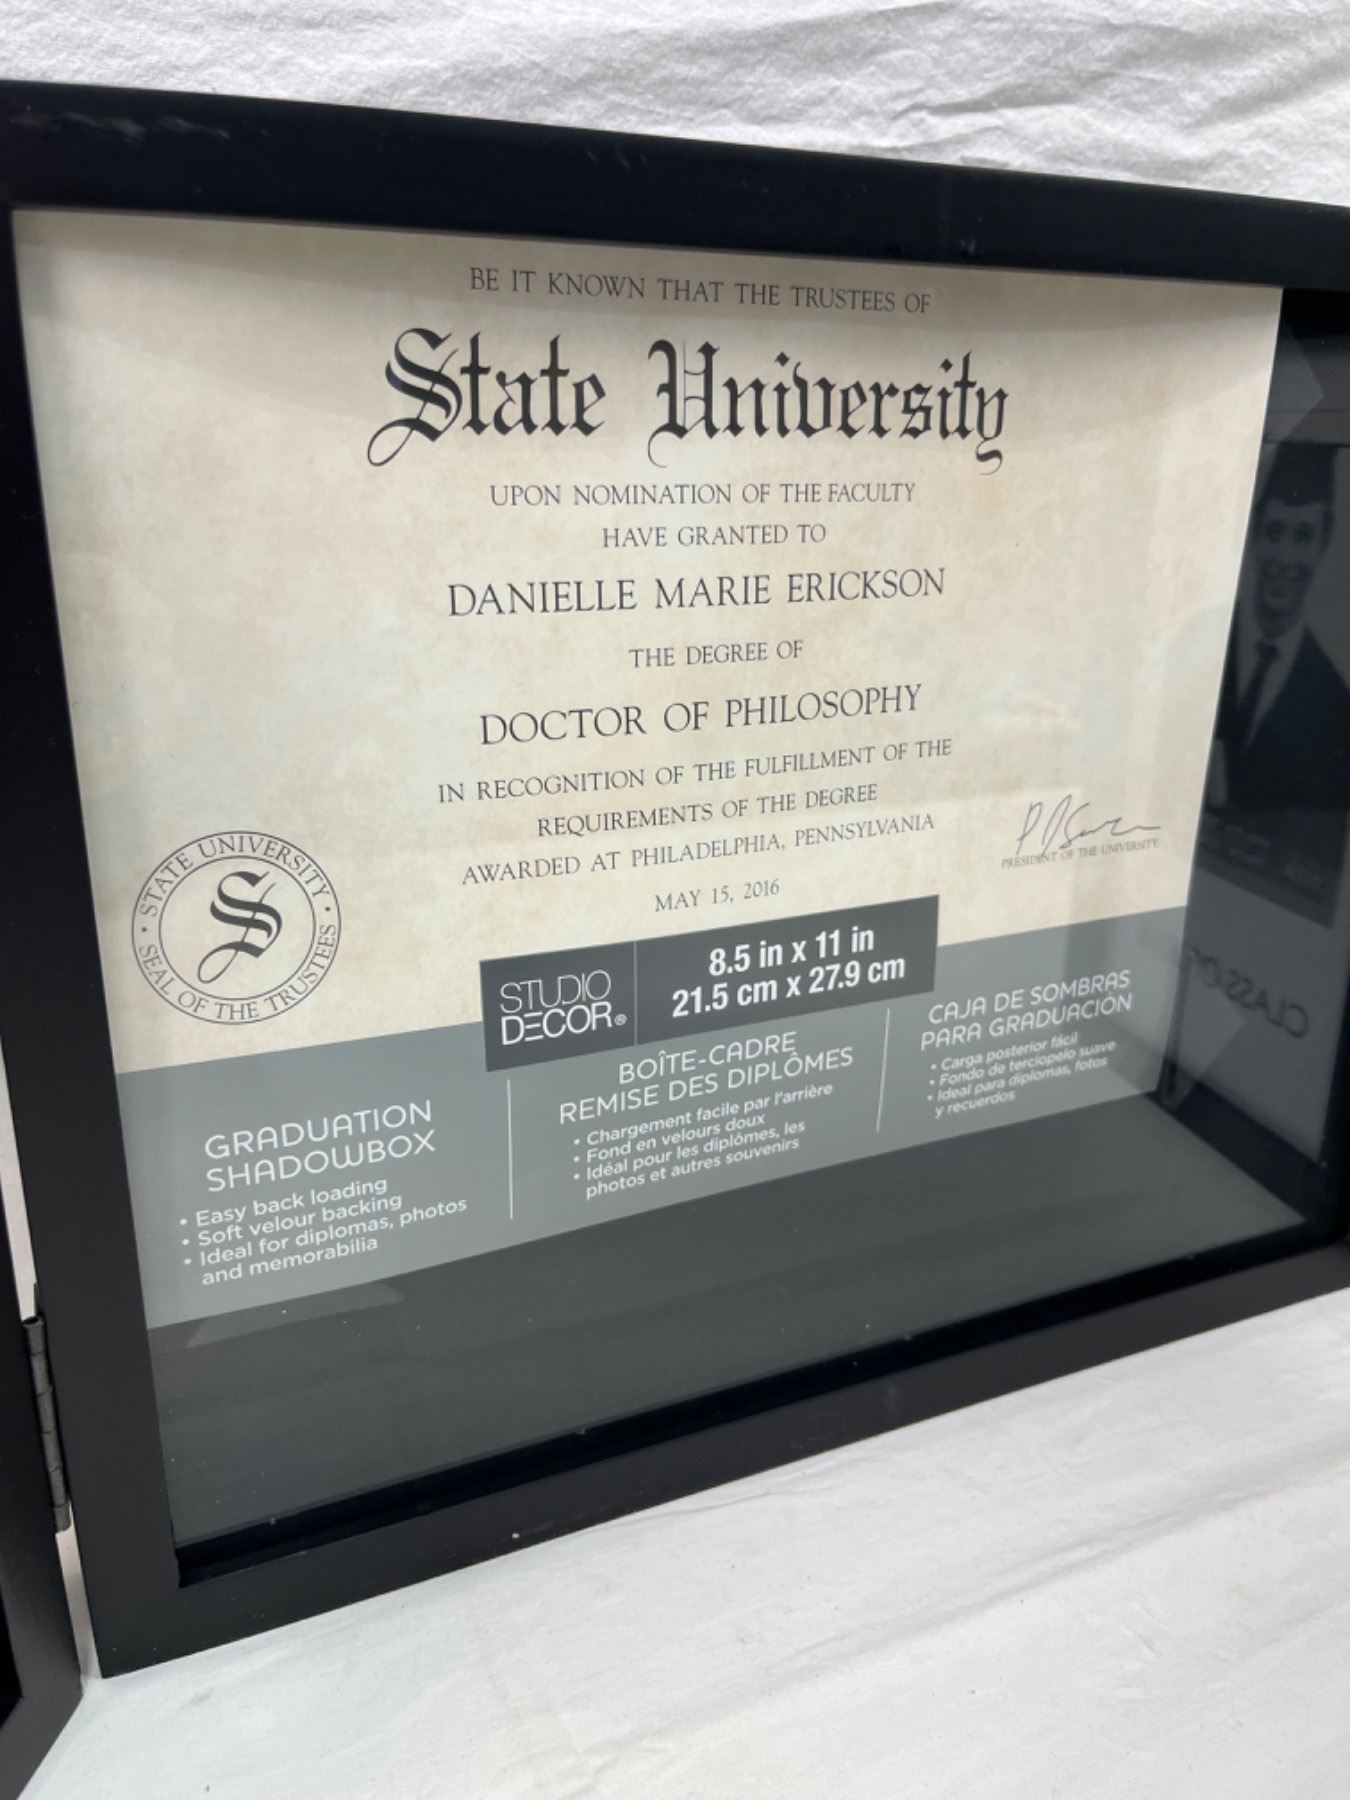 BE IT KNOWN THAT THE TRUSTEES OF
State University
UPON NOMINATION OF THE FACULTY
HAVE GRANTED TO
DANIELLE MARIE ERICKSON
THE DEGREE OF
DOCTOR OF PHILOSOPHY
IN RECOGNITION OF THE FULFILLMENT OF THE
REQUIREMENTS OF THE DEGREE
AWARDED AT PHILADELPHIA, PENNSYLVANIA
MAY 15, 2016
PRESIDENT OF THE UNIVERSITY
STATE UNIVERSITY
S
SEAL OF THE TRUSTEES
STUDIO
DECOR®
8.5 in x 11 in
21.5 cm x 27.9 cm
GRADUATION
SHADOWBOX
• Easy back loading
• Soft velour backing
• Ideal for diplomas, photos
and memorabilia
BOÎTE-CADRE
REMISE DES DIPLÔMES
• Chargement facile par l'arrière
• Fond en velours doux
• Idéal pour les diplômes, les
photos et autres souvenirs
CAJA DE SOMBRAS
PARA GRADUACIÓN
• Carga posterior fácil
• Fondo de terciopelo suave
• Ideal para diplomas, fotos
y recuerdos
CLASS OF